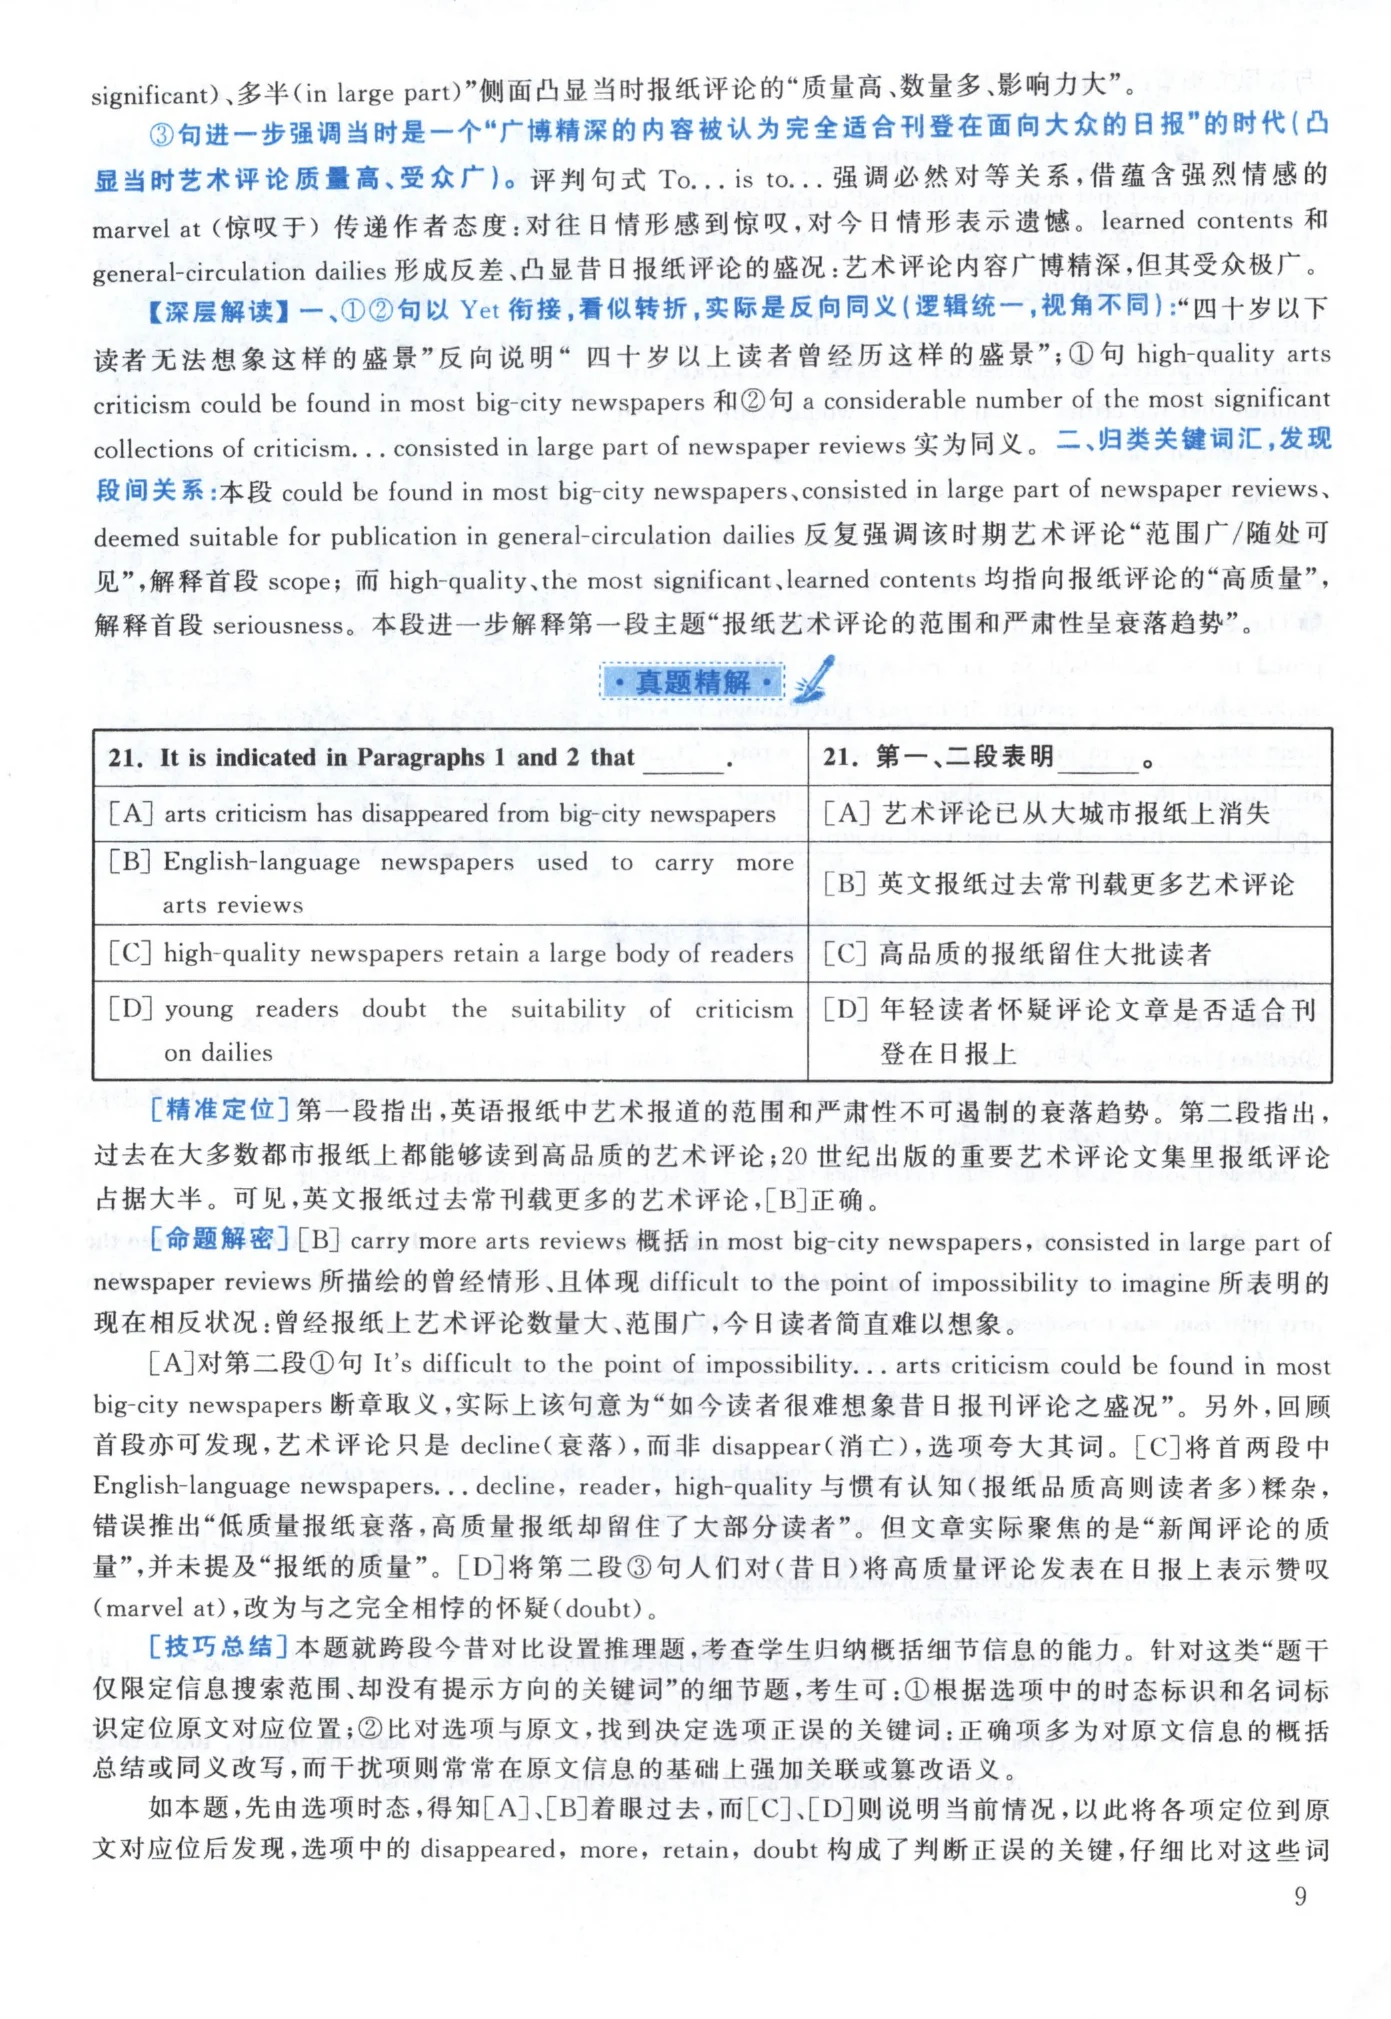 significant)、多半(in large part)”侧面凸显当时报纸评论的“质量高、数量多、影响力大”。
③句进一步强调当时是一个“广博精深的内容被认为完全适合刊登在面向大众的日报”的时代(凸
显当时艺术评论质量高、受众广)。评判句式 To... is to... 强调必然对等关系,借蕴含强烈情感的
marvel at (惊叹于) 传递作者态度:对往日情形感到惊叹,对今日情形表示遗憾。learned contents 和
general-circulation dailies 形成反差、凸显昔日报纸评论的盛况:艺术评论内容广博精深,但其受众极广。
【深层解读】一、①②句以 Yet 衔接,看似转折,实际是反向同义(逻辑统一,视角不同):“四十岁以下
读者无法想象这样的盛景”反向说明“ 四十岁以上读者曾经历这样的盛景”;①句 high-quality arts
criticism could be found in most big-city newspapers 和②句 a considerable number of the most significant
collections of criticism... consisted in large part of newspaper reviews 实为同义。二、归类关键词汇,发现
段间关系:本段 could be found in most big-city newspapers、consisted in large part of newspaper reviews、
deemed suitable for publication in general-circulation dailies 反复强调该时期艺术评论“范围广/随处可
见”,解释首段 scope; 而 high-quality、the most significant、learned contents 均指向报纸评论的“高质量”,
解释首段 seriousness。本段进一步解释第一段主题“报纸艺术评论的范围和严肃性呈衰落趋势”。
·真题精解·
21. It is indicated in Paragraphs 1 and 2 that ______.
21. 第一、二段表明______。
[A] arts criticism has disappeared from big-city newspapers
[A] 艺术评论已从大城市报纸上消失
[B] English-language newspapers used to carry more
arts reviews
[B] 英文报纸过去常刊载更多艺术评论
[C] high-quality newspapers retain a large body of readers
[C] 高品质的报纸留住大批读者
[D] young readers doubt the suitability of criticism
on dailies
[D] 年轻读者怀疑评论文章是否适合刊
登在日报上
[精准定位]第一段指出,英语报纸中艺术报道的范围和严肃性不可遏制的衰落趋势。第二段指出,
过去在大多数都市报纸上都能够读到高品质的艺术评论;20 世纪出版的重要艺术评论文集里报纸评论
占据大半。可见,英文报纸过去常刊载更多的艺术评论,[B]正确。
[命题解密][B] carry more arts reviews 概括 in most big-city newspapers, consisted in large part of
newspaper reviews 所描绘的曾经情形、且体现 difficult to the point of impossibility to imagine 所表明的
现在相反状况:曾经报纸上艺术评论数量大、范围广,今日读者简直难以想象。
[A]对第二段①句 It's difficult to the point of impossibility... arts criticism could be found in most
big-city newspapers 断章取义,实际上该句意为“如今读者很难想象昔日报刊评论之盛况”。另外,回顾
首段亦可发现,艺术评论只是 decline(衰落),而非 disappear(消亡),选项夸大其词。[C]将首两段中
English-language newspapers... decline, reader, high-quality 与惯有认知(报纸品质高则读者多)糅杂,
错误推出“低质量报纸衰落,高质量报纸却留住了大部分读者”。但文章实际聚焦的是“新闻评论的质
量”,并未提及“报纸的质量”。[D]将第二段③句人们对(昔日)将高质量评论发表在日报上表示赞叹
(marvel at),改为与之完全相悖的怀疑(doubt)。
[技巧总结]本题就跨段今昔对比设置推理题,考查学生归纳概括细节信息的能力。针对这类“题干
仅限定信息搜索范围、却没有提示方向的关键词”的细节题,考生可:①根据选项中的时态标识和名词标
识定位原文对应位置;②比对选项与原文,找到决定选项正误的关键词:正确项多为对原文信息的概括
总结或同义改写,而干扰项则常常在原文信息的基础上强加关联或篡改语义。
如本题,先由选项时态,得知[A]、[B]着眼过去,而[C]、[D]则说明当前情况,以此将各项定位到原
文对应位后发现,选项中的 disappeared, more, retain, doubt 构成了判断正误的关键,仔细比对这些词
9